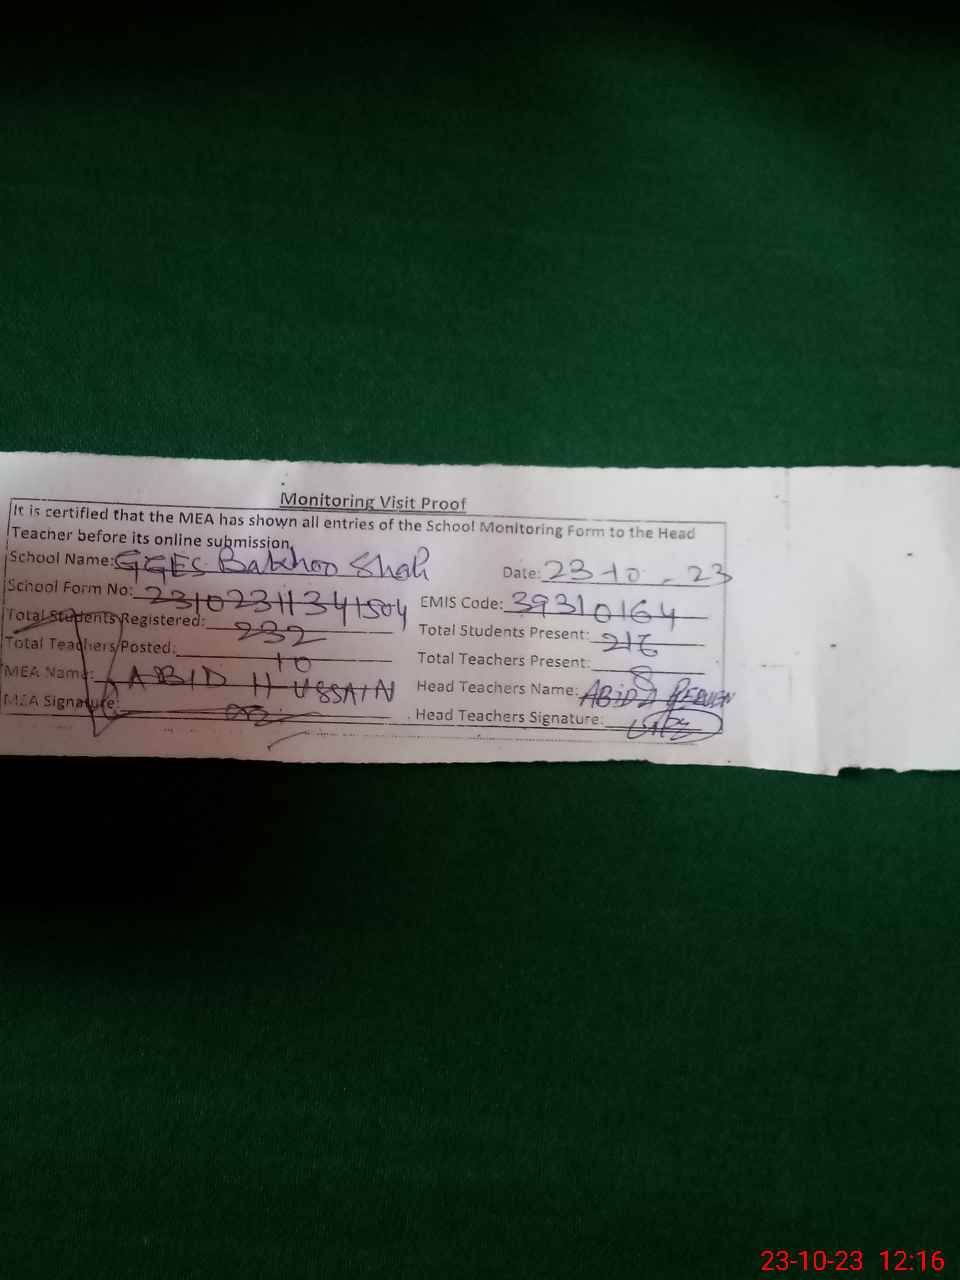 Monitoring Visit Proof
It is certified that the MEA has shown all entries of the School Monitoring Form to the Head
Teacher before its online submission.
School Name: GGES Bakhoo Shah Date: 23-10-23
School Form No: 23102311341504 EMIS Code: 39310164
Total Students Registered: 232 Total Students Present: 216
Total Teachers Posted: 10 Total Teachers Present: 8
MEA Name: ABID HUSSAIN Head Teachers Name: ABIDA
MEA Signature: Head Teachers Signature:
23-10-23 12:16